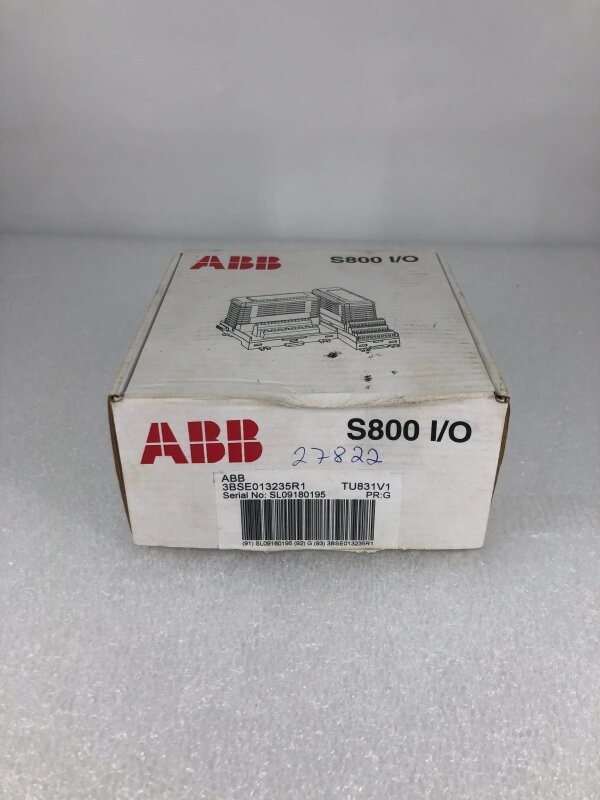 ABB S800 I/O
ABB S800 I/O
27822
ABB
3BSE013235R1 TU831V1
Serial No: SL09180195 PR:G
(91) SL09180195 (92) G (93) 3BSE013235R1